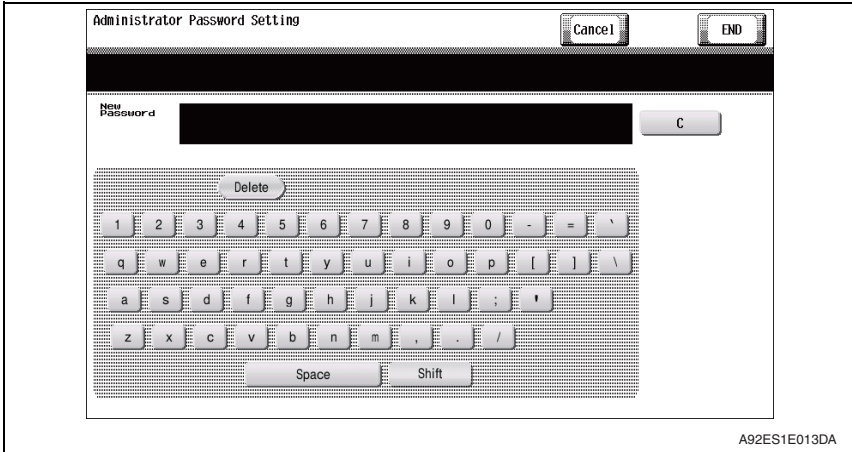 Administrator Password Setting Cancel END
New
Password C
Delete
1 2 3 4 5 6 7 8 9 0 - = `
q w e r t y u i o p [ ] \
a s d f g h j k l ; '
z x c v b n m , . /
Space Shift
A92ES1E013DA